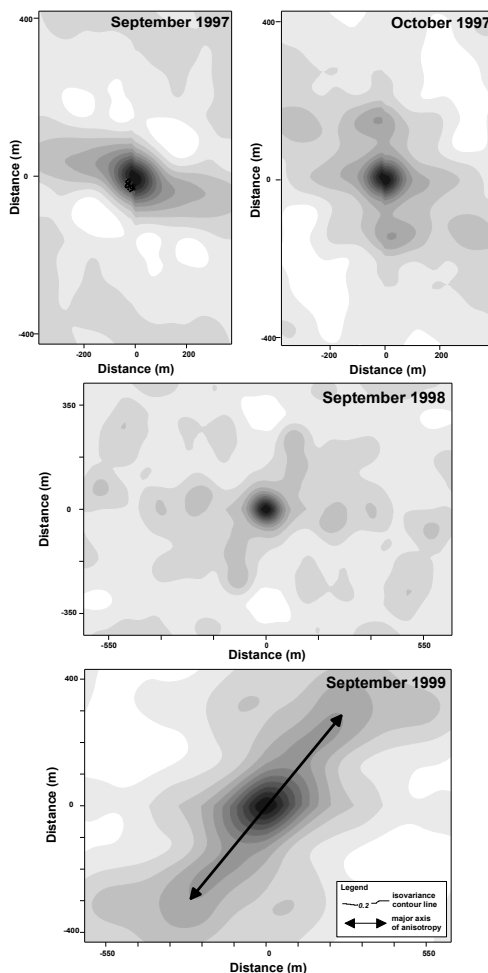 September 1997
400
0
-400
-200
0
200
Distance (m)
Distance (m)
October 1997
400
0
-400
-200
0
200
Distance (m)
Distance (m)
September 1998
350
0
-350
-550
0
550
Distance (m)
Distance (m)
September 1999
400
0
-400
-550
0
550
Distance (m)
Distance (m)
Legend
0.2
isovariance
contour line
major axis
of anisotropy